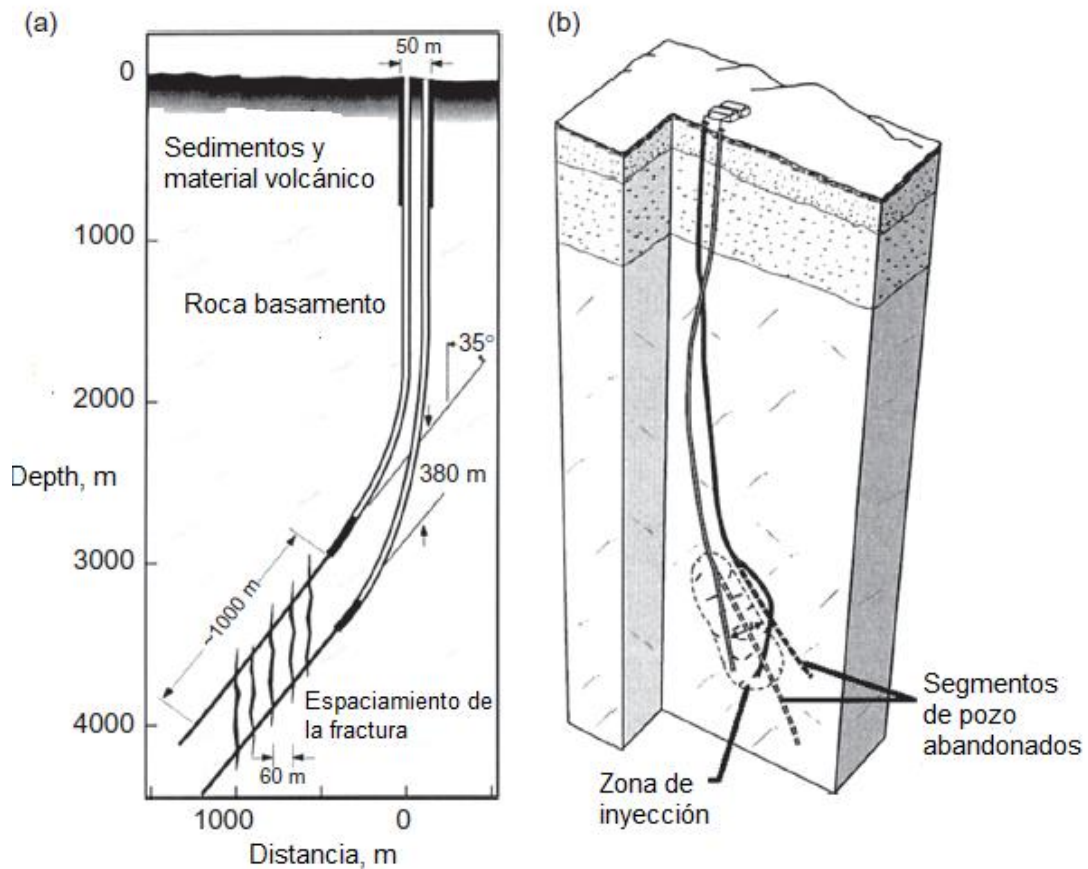 (a)
50 m
0
Sedimentos y
material volcánico
1000
Roca basamento
35°
2000
Depth, m
380 m
3000
~1000 m
Espaciamiento de
la fractura
4000
60 m
1000
0
Distancia, m
(b)
Segmentos
de pozo
abandonados
Zona de
inyección